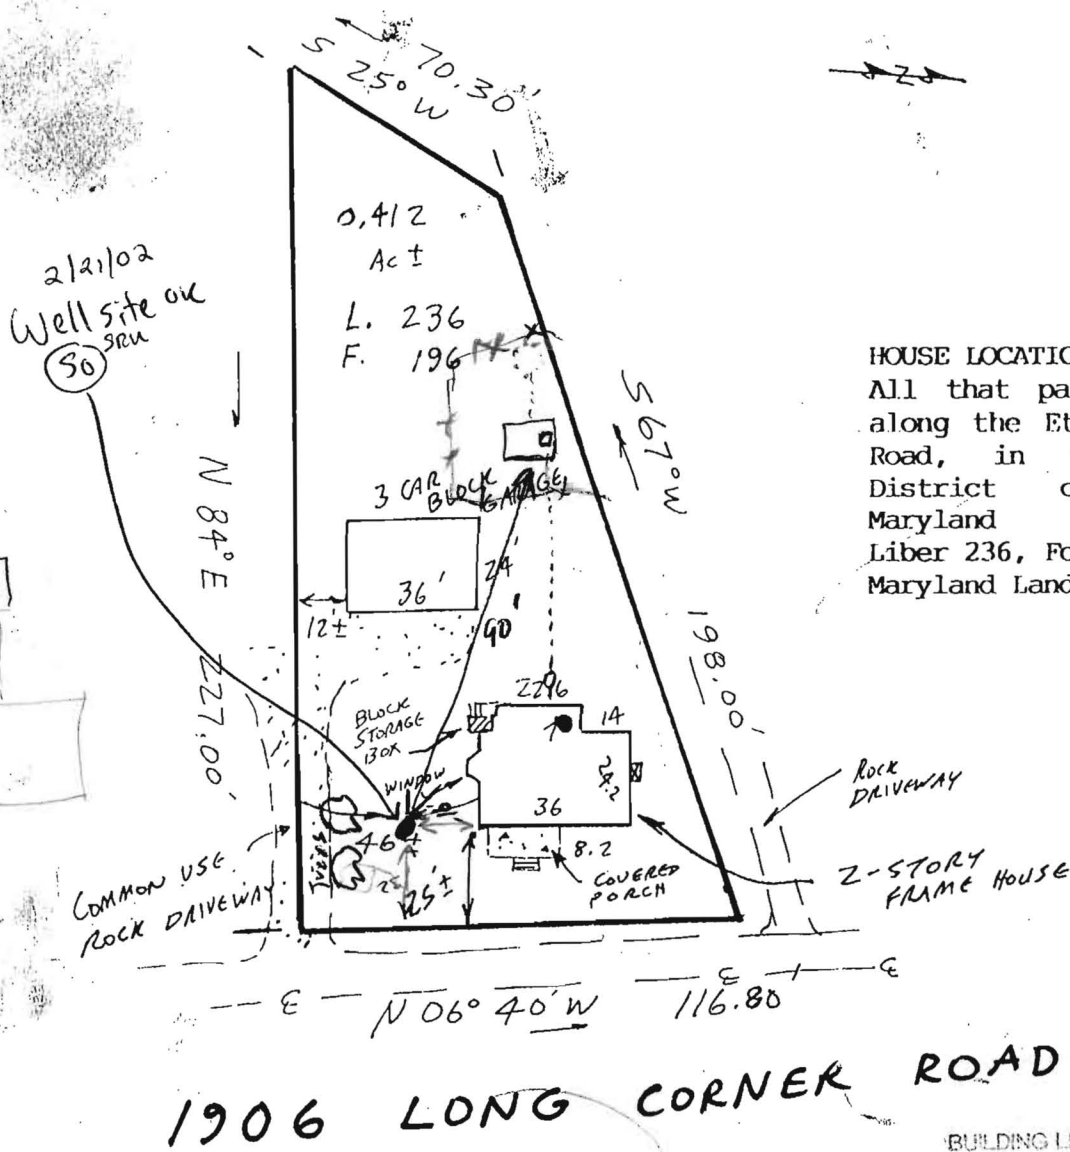 70.30'
S 25° W
Z
0.412
Ac ±
2/21/02
Well site OK
SRK
L. 236
F. 196
HOUSE LOCATIO
All that pa
along the Et
Road, in
District
Maryland
Liber 236, Fo
Maryland Land
S 67° W
N 84° E
3 CAR
BLOCK
GARAGE
24
36'
12 ±
90'
198.00'
227.00'
14
BLOCK
STORAGE
BOX
WINDOW
24.2
36
46 ±
ROCK
DRIVEWAY
8.2
25' ±
COVERED
PORCH
2-STORY
FRAME HOUSE
COMMON USE
ROCK DRIVEWAY
N 06° 40' W
116.80'
1906 LONG CORNER ROAD
BUILDING L